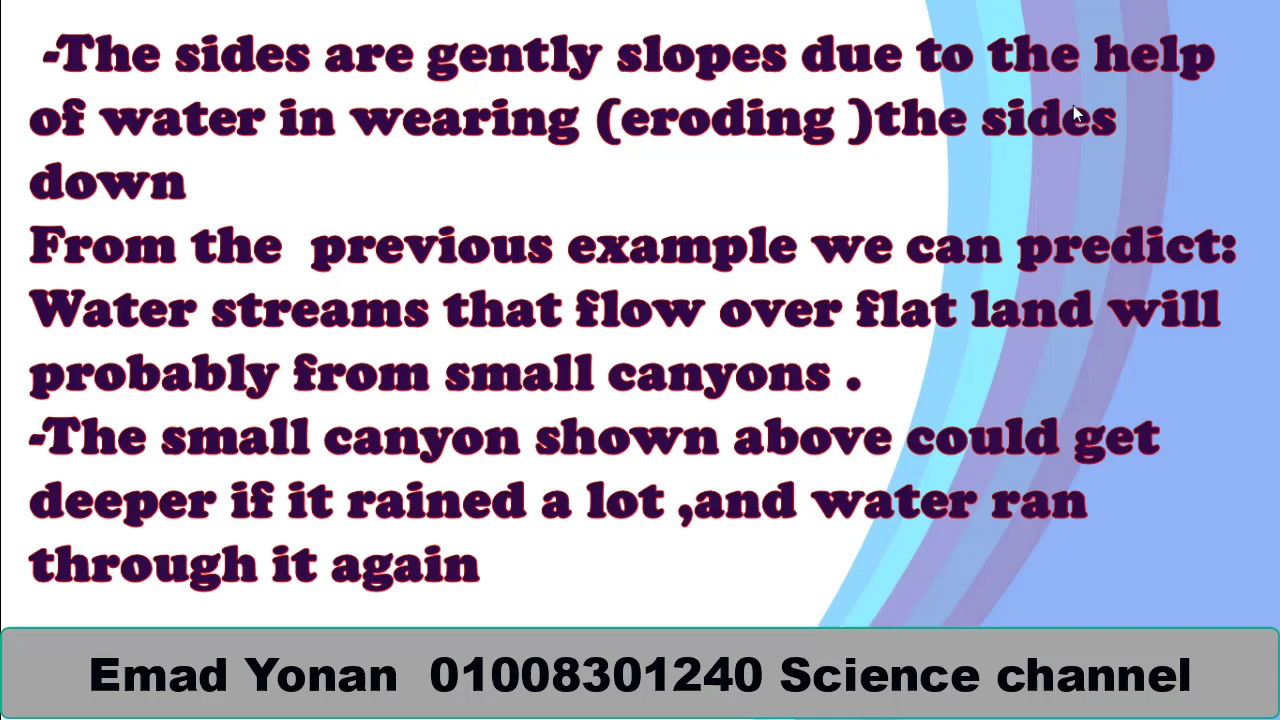 -The sides are gently slopes due to the help
of water in wearing (eroding )the sides
down
From the  previous example we can predict:
Water streams that flow over flat land will
probably from small canyons .
-The small canyon shown above could get
deeper if it rained a lot ,and water ran
through it again
Emad Yonan  01008301240 Science channel